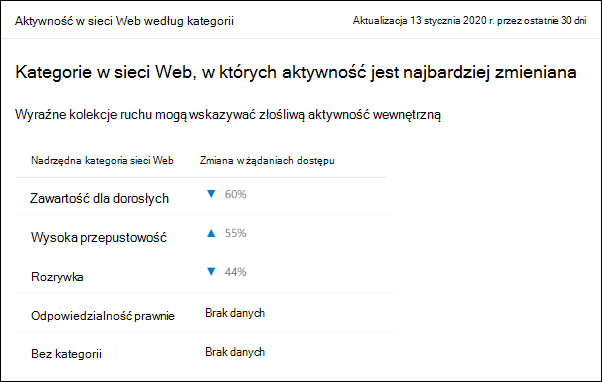 Aktywność w sieci Web według kategorii
Aktualizacja 13 stycznia 2020 r. przez ostatnie 30 dni
Kategorie w sieci Web, w których aktywność jest najbardziej zmieniana
Wyraźne kolekcje ruchu mogą wskazywać złośliwą aktywność wewnętrzną
Nadrzędna kategoria sieci Web Zmiana w żądaniach dostępu
Zawartość dla dorosłych ▼ 60%
Wysoka przepustowość ▲ 55%
Rozrywka ▼ 44%
Odpowiedzialność prawnie Brak danych
Bez kategorii Brak danych